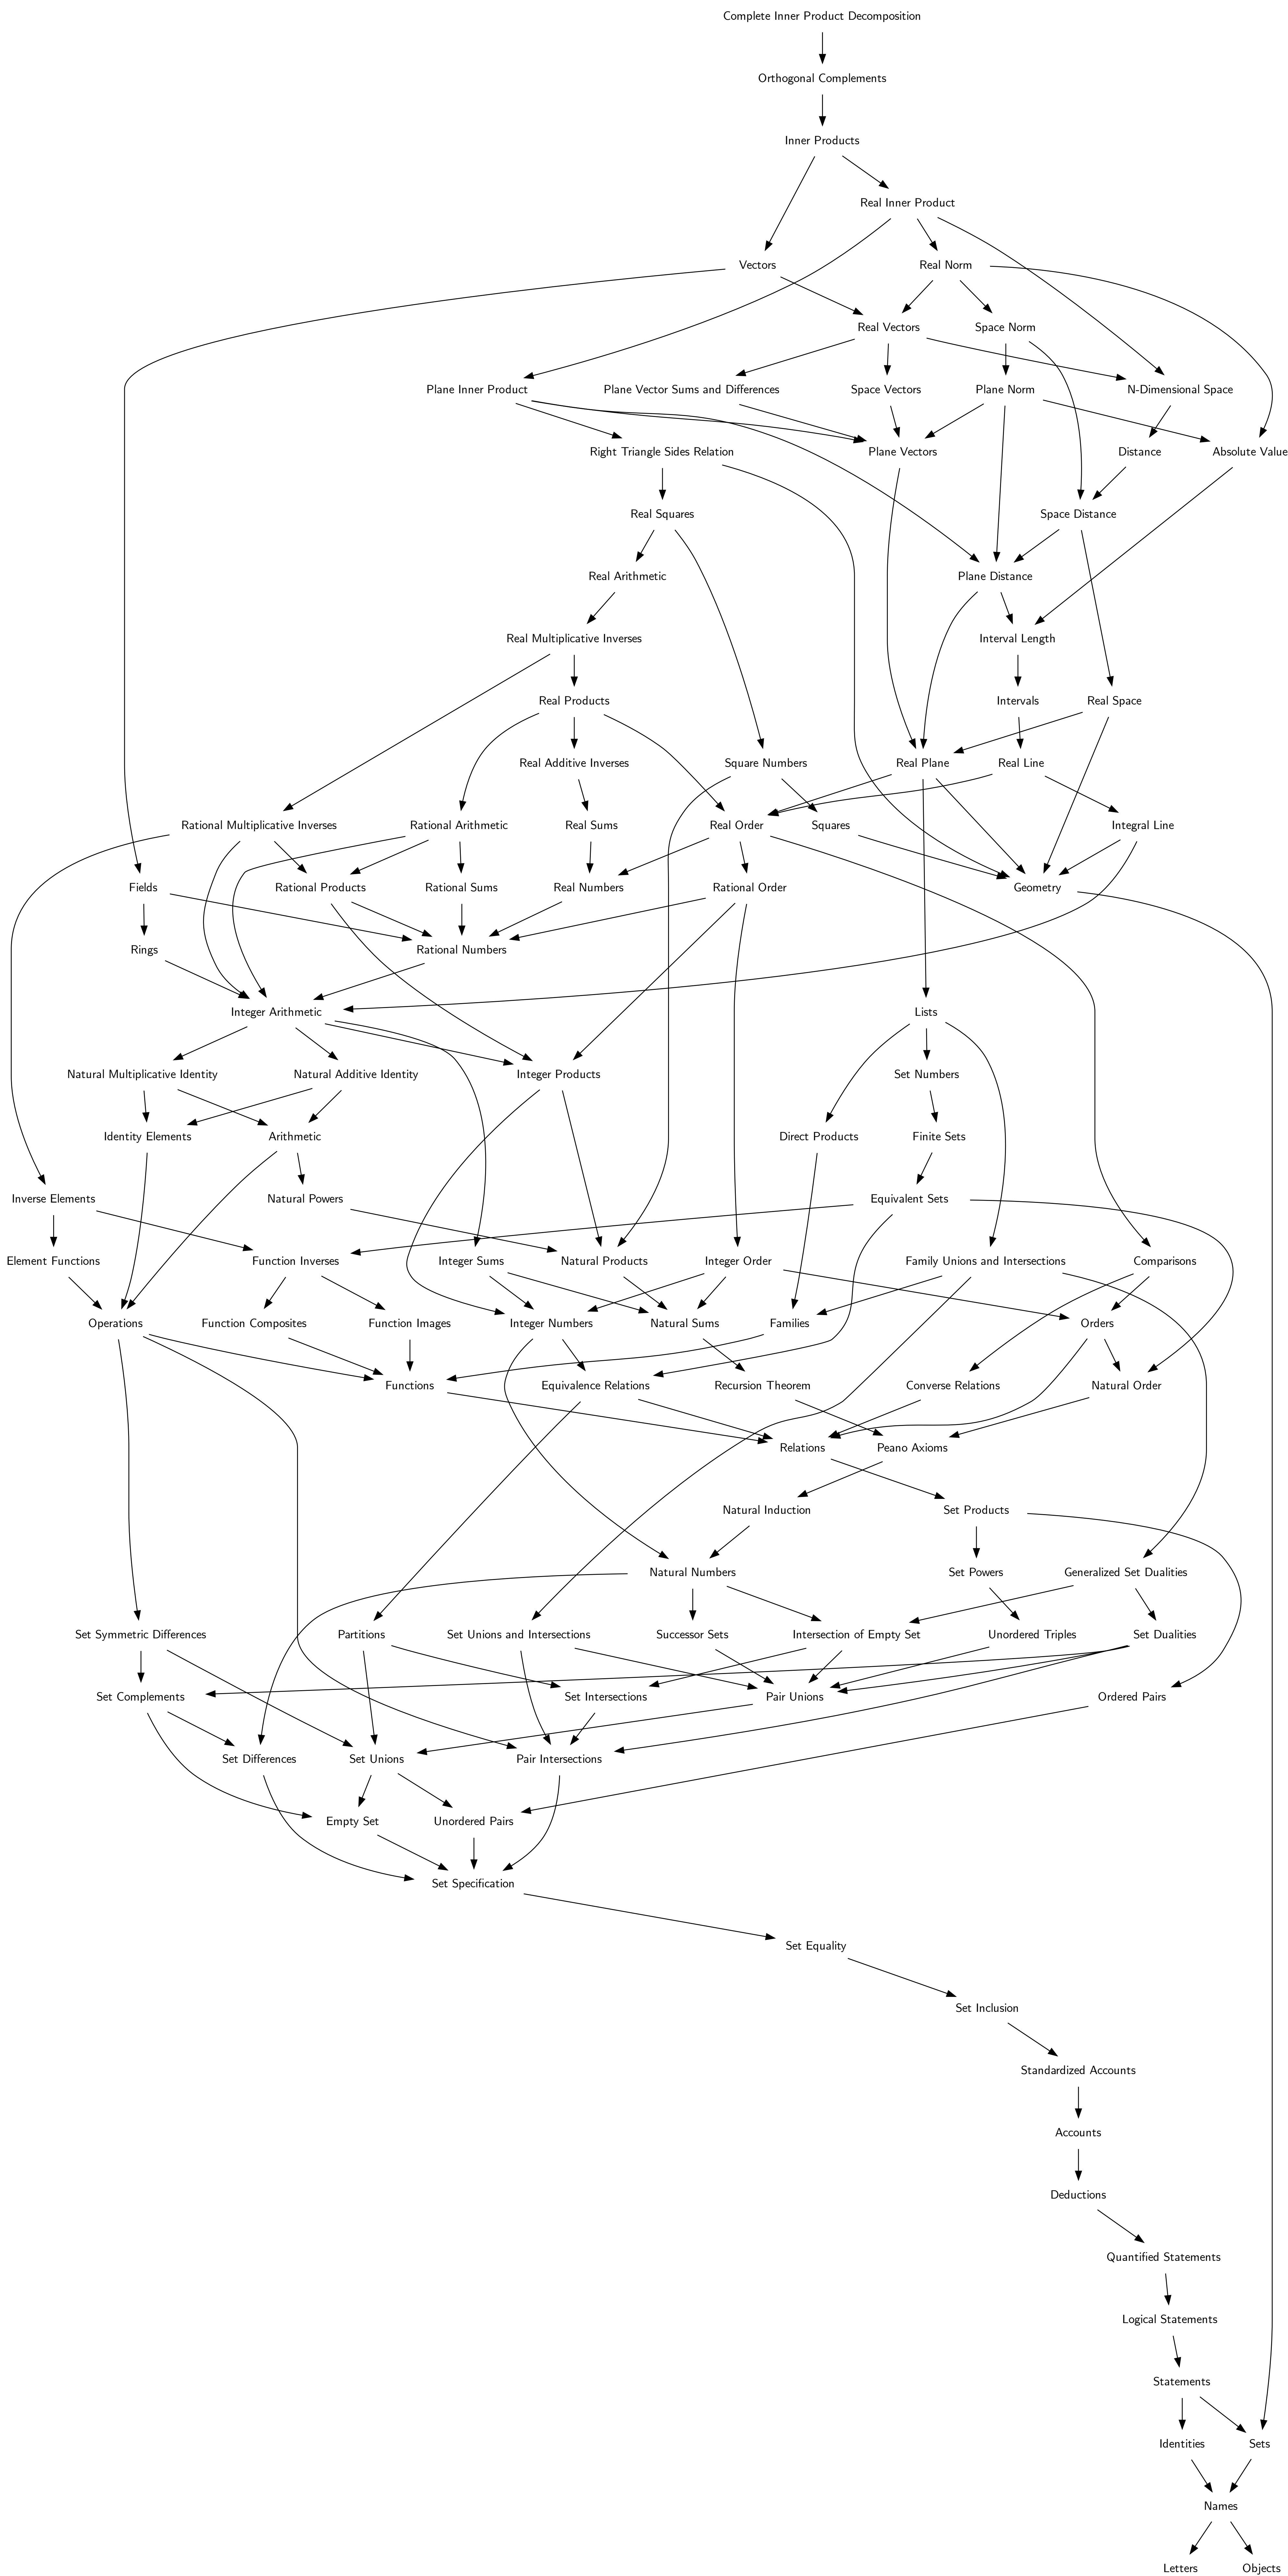 Complete Inner Product Decomposition
Orthogonal Complements
Inner Products
Real Inner Product
Vectors
Real Norm
Real Vectors
Space Norm
Plane Inner Product
Plane Vector Sums and Differences
Space Vectors
Plane Norm
N-Dimensional Space
Right Triangle Sides Relation
Plane Vectors
Distance
Absolute Value
Real Squares
Space Distance
Real Arithmetic
Plane Distance
Real Multiplicative Inverses
Interval Length
Real Products
Intervals
Real Space
Real Additive Inverses
Square Numbers
Real Plane
Real Line
Rational Multiplicative Inverses
Rational Arithmetic
Real Sums
Real Order
Squares
Integral Line
Fields
Rational Products
Rational Sums
Real Numbers
Rational Order
Geometry
Rings
Rational Numbers
Integer Arithmetic
Lists
Natural Multiplicative Identity
Natural Additive Identity
Integer Products
Set Numbers
Identity Elements
Arithmetic
Direct Products
Finite Sets
Inverse Elements
Natural Powers
Equivalent Sets
Element Functions
Function Inverses
Integer Sums
Natural Products
Integer Order
Family Unions and Intersections
Comparisons
Operations
Function Composites
Function Images
Integer Numbers
Natural Sums
Families
Orders
Functions
Equivalence Relations
Recursion Theorem
Converse Relations
Natural Order
Relations
Peano Axioms
Natural Induction
Set Products
Natural Numbers
Set Powers
Generalized Set Dualities
Set Symmetric Differences
Partitions
Set Unions and Intersections
Successor Sets
Intersection of Empty Set
Unordered Triples
Set Dualities
Set Complements
Set Intersections
Pair Unions
Ordered Pairs
Set Differences
Set Unions
Pair Intersections
Empty Set
Unordered Pairs
Set Specification
Set Equality
Set Inclusion
Standardized Accounts
Accounts
Deductions
Quantified Statements
Logical Statements
Statements
Identities
Sets
Names
Letters
Objects